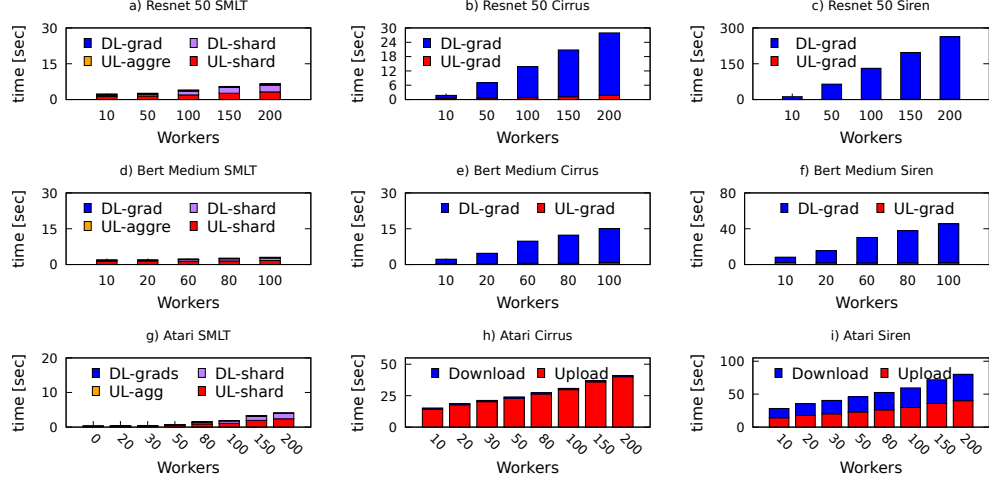 a) Resnet 50 SMLT
time [sec]
30
15
0
DL-grad
DL-shard
UL-aggre
UL-shard
10 50 100 150 200
Workers
b) Resnet 50 Cirrus
time [sec]
30
24
18
12
6
0
DL-grad
UL-grad
10 50 100 150 200
Workers
c) Resnet 50 Siren
time [sec]
300
150
0
DL-grad
UL-grad
10 50 100 150 200
Workers
d) Bert Medium SMLT
time [sec]
30
15
0
DL-grad
DL-shard
UL-aggre
UL-shard
10 20 60 80 100
Workers
e) Bert Medium Cirrus
time [sec]
30
15
0
DL-grad
UL-grad
10 20 60 80 100
Workers
f) Bert Medium Siren
time [sec]
80
40
0
DL-grad
UL-grad
10 20 60 80 100
Workers
g) Atari SMLT
time [sec]
20
10
0
DL-grads
DL-shard
UL-agg
UL-shard
0 20 30 50 80 100 150 200
Workers
h) Atari Cirrus
time [sec]
50
25
0
Download
Upload
10 20 30 50 80 100 150 200
Workers
i) Atari Siren
time [sec]
100
50
0
Download
Upload
10 20 30 50 80 100 150 200
Workers